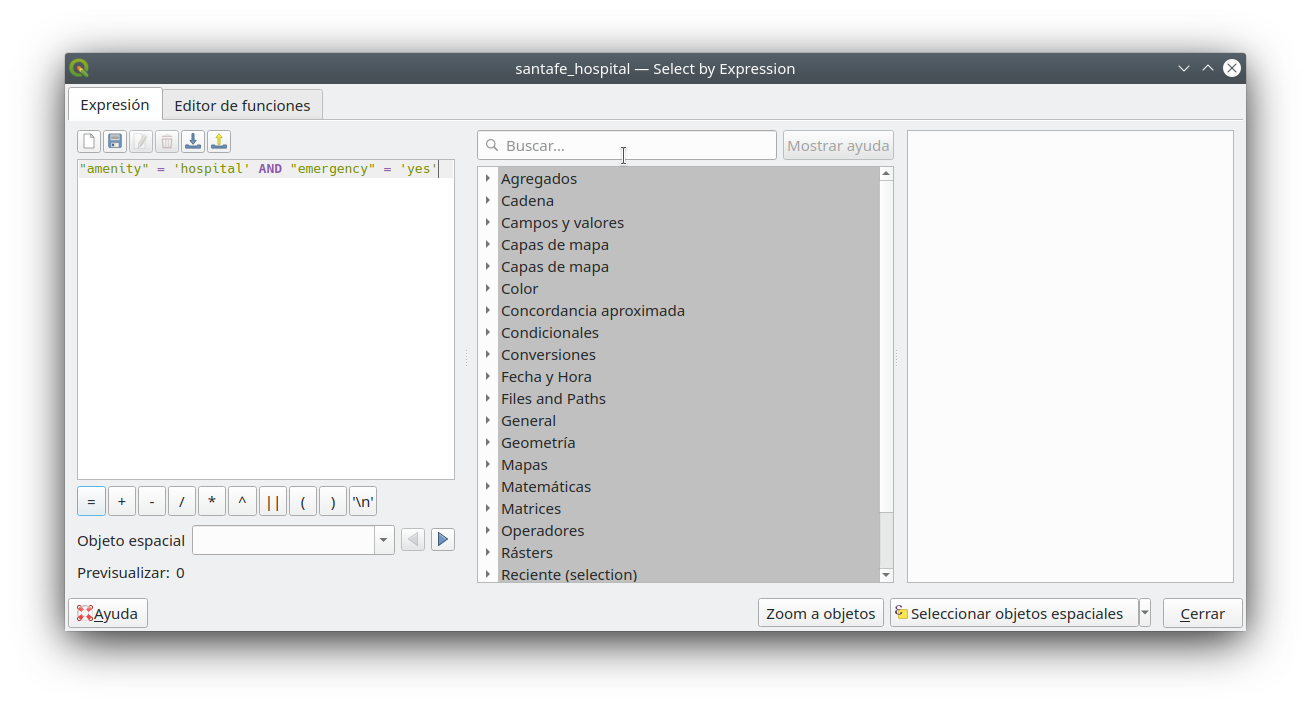 santafe_hospital — Select by Expression
Expresión
Editor de funciones
"amenity" = 'hospital' AND "emergency" = 'yes'
= + - / * ^ || ( ) '\n'
Objeto espacial
Previsualizar: 0
Buscar...
Mostrar ayuda
Agregados
Cadena
Campos y valores
Capas de mapa
Capas de mapa
Color
Concordancia aproximada
Condicionales
Conversiones
Fecha y Hora
Files and Paths
General
Geometría
Mapas
Matemáticas
Matrices
Operadores
Rásters
Reciente (selection)
Ayuda
Zoom a objetos
Seleccionar objetos espaciales
Cerrar